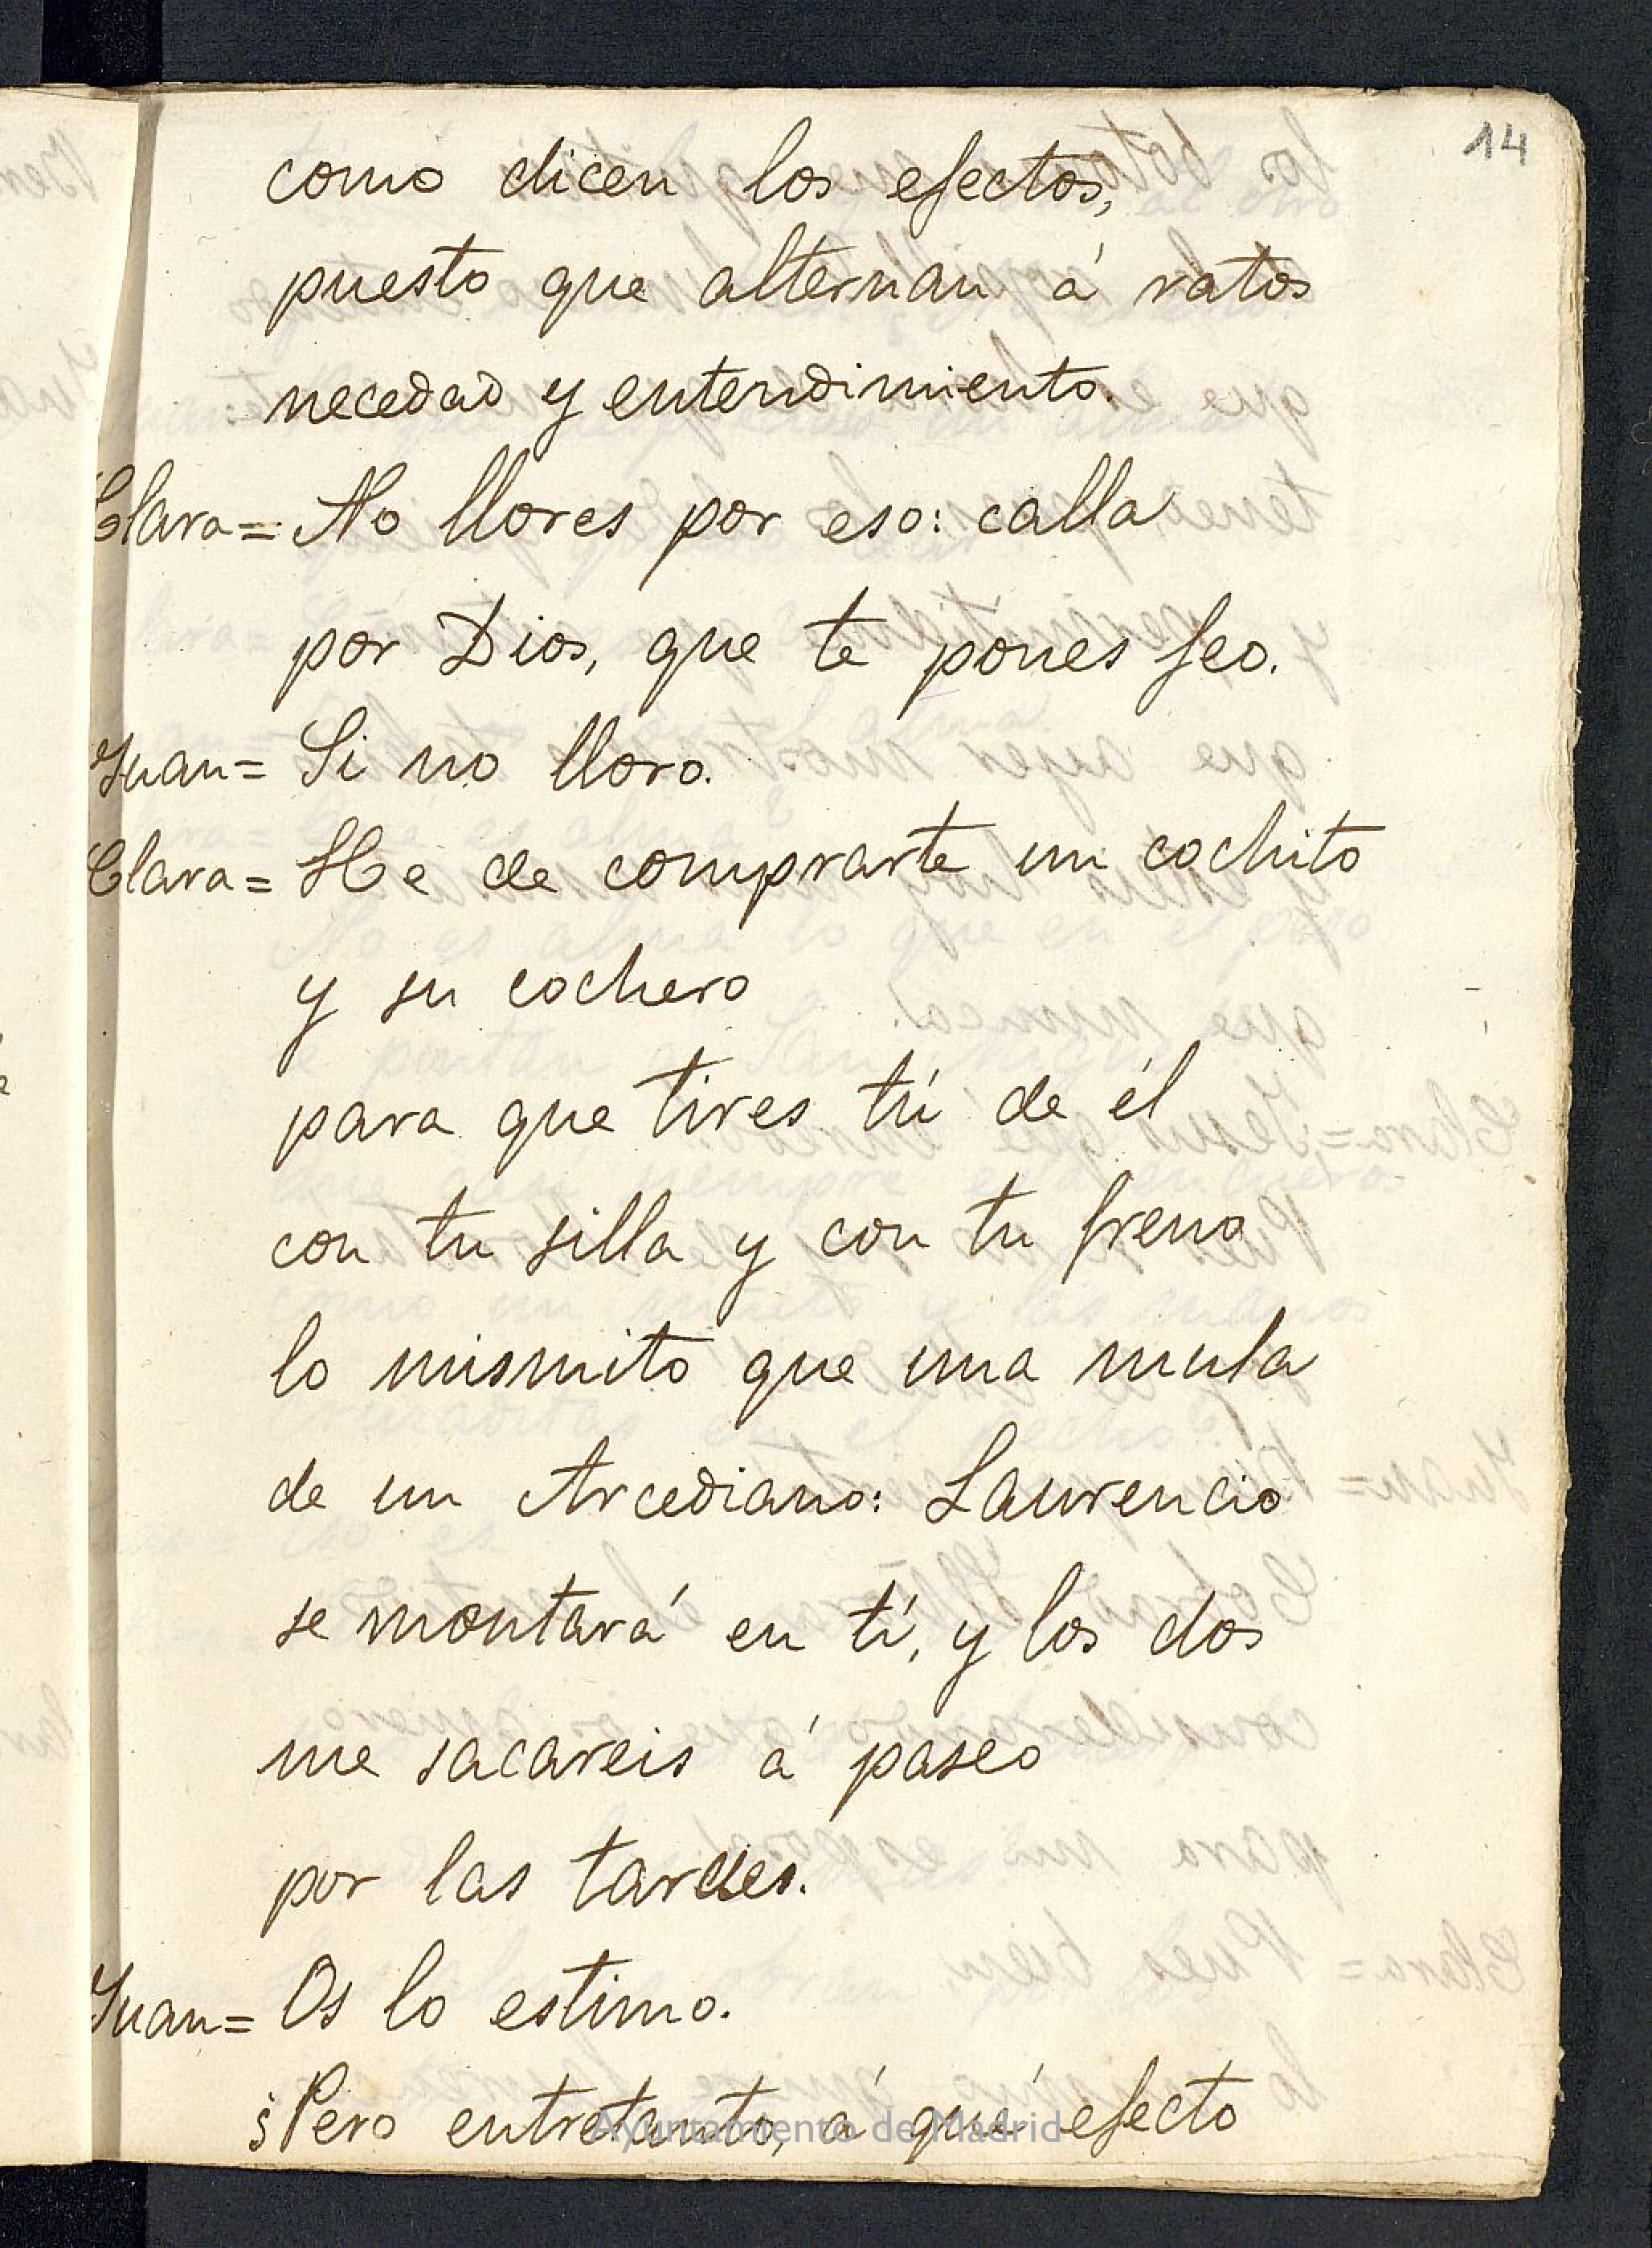 14
como dicen los efectos,
puesto que alternan á ratos
necedad y entendimiento.
Clara= No llores por eso: calla
por Dios, que te pones feo.
Juan= Si no lloro.
Clara= He de comprarte un cochito
y su cochero
para que tires tú de él
con tu silla y con tu freno
lo mismito que una mula
de un Arcediano: Laurencio
se montará en tí, y los dos
me sacareis á paseo
por las tardes.
Juan= Os lo estimo.
¿Pero entretanto, á qué efecto
Ayuntamiento de Madrid